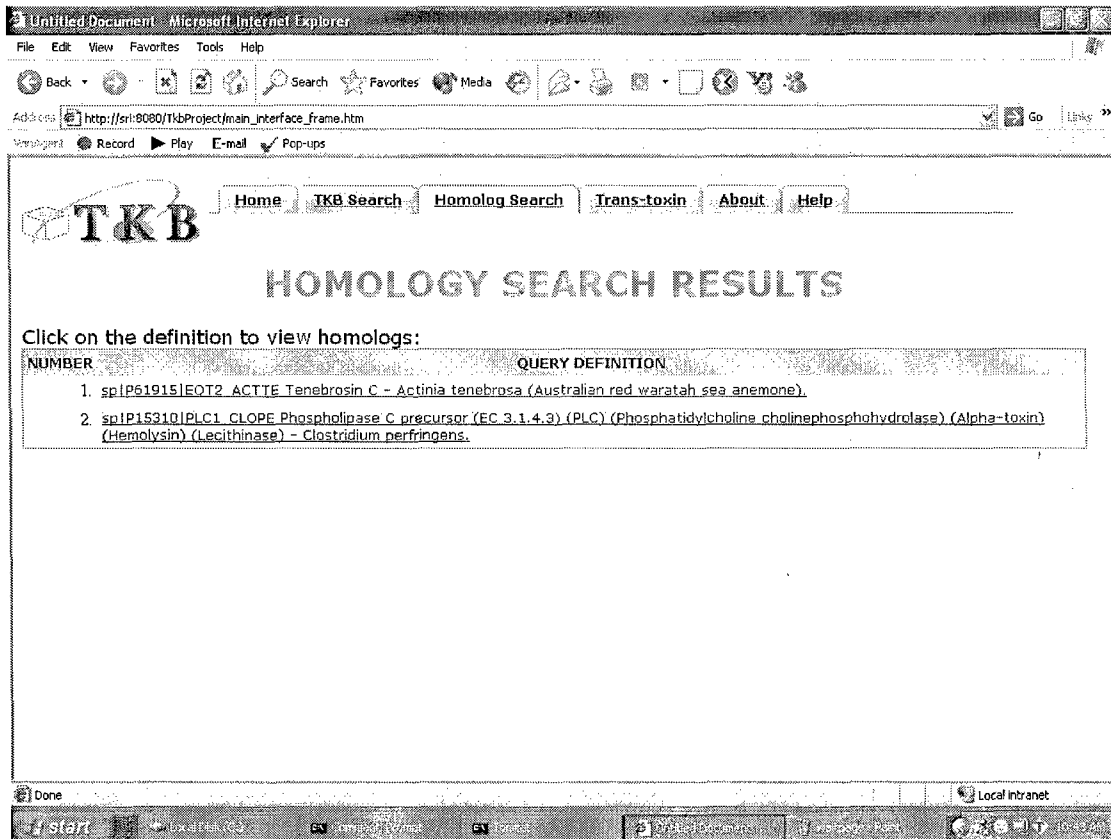 Untitled Document - Microsoft Internet Explorer
File Edit View Favorites Tools Help
Back Search Favorites Media
Address http://srl:8080/TkbProject/main_interface_frame.htm Go Links »
Record Play E-mail Pop-ups
TKB
Home TKB Search Homolog Search Trans-toxin About Help
HOMOLOGY SEARCH RESULTS
Click on the definition to view homologs:
NUMBER QUERY DEFINITION
1. sp|P61915|EQT2_ACTTE Tenebrosin C - Actinia tenebrosa (Australian red waratah sea anemone).
2. sp|P15310|PLC1_CLOPE Phospholipase C precursor (EC 3.1.4.3) (PLC) (Phosphatidylcholine cholinephosphohydrolase) (Alpha-toxin)
(Hemolysin) (Lecithinase) - Clostridium perfringens.
Done Local intranet
start Untitled Document